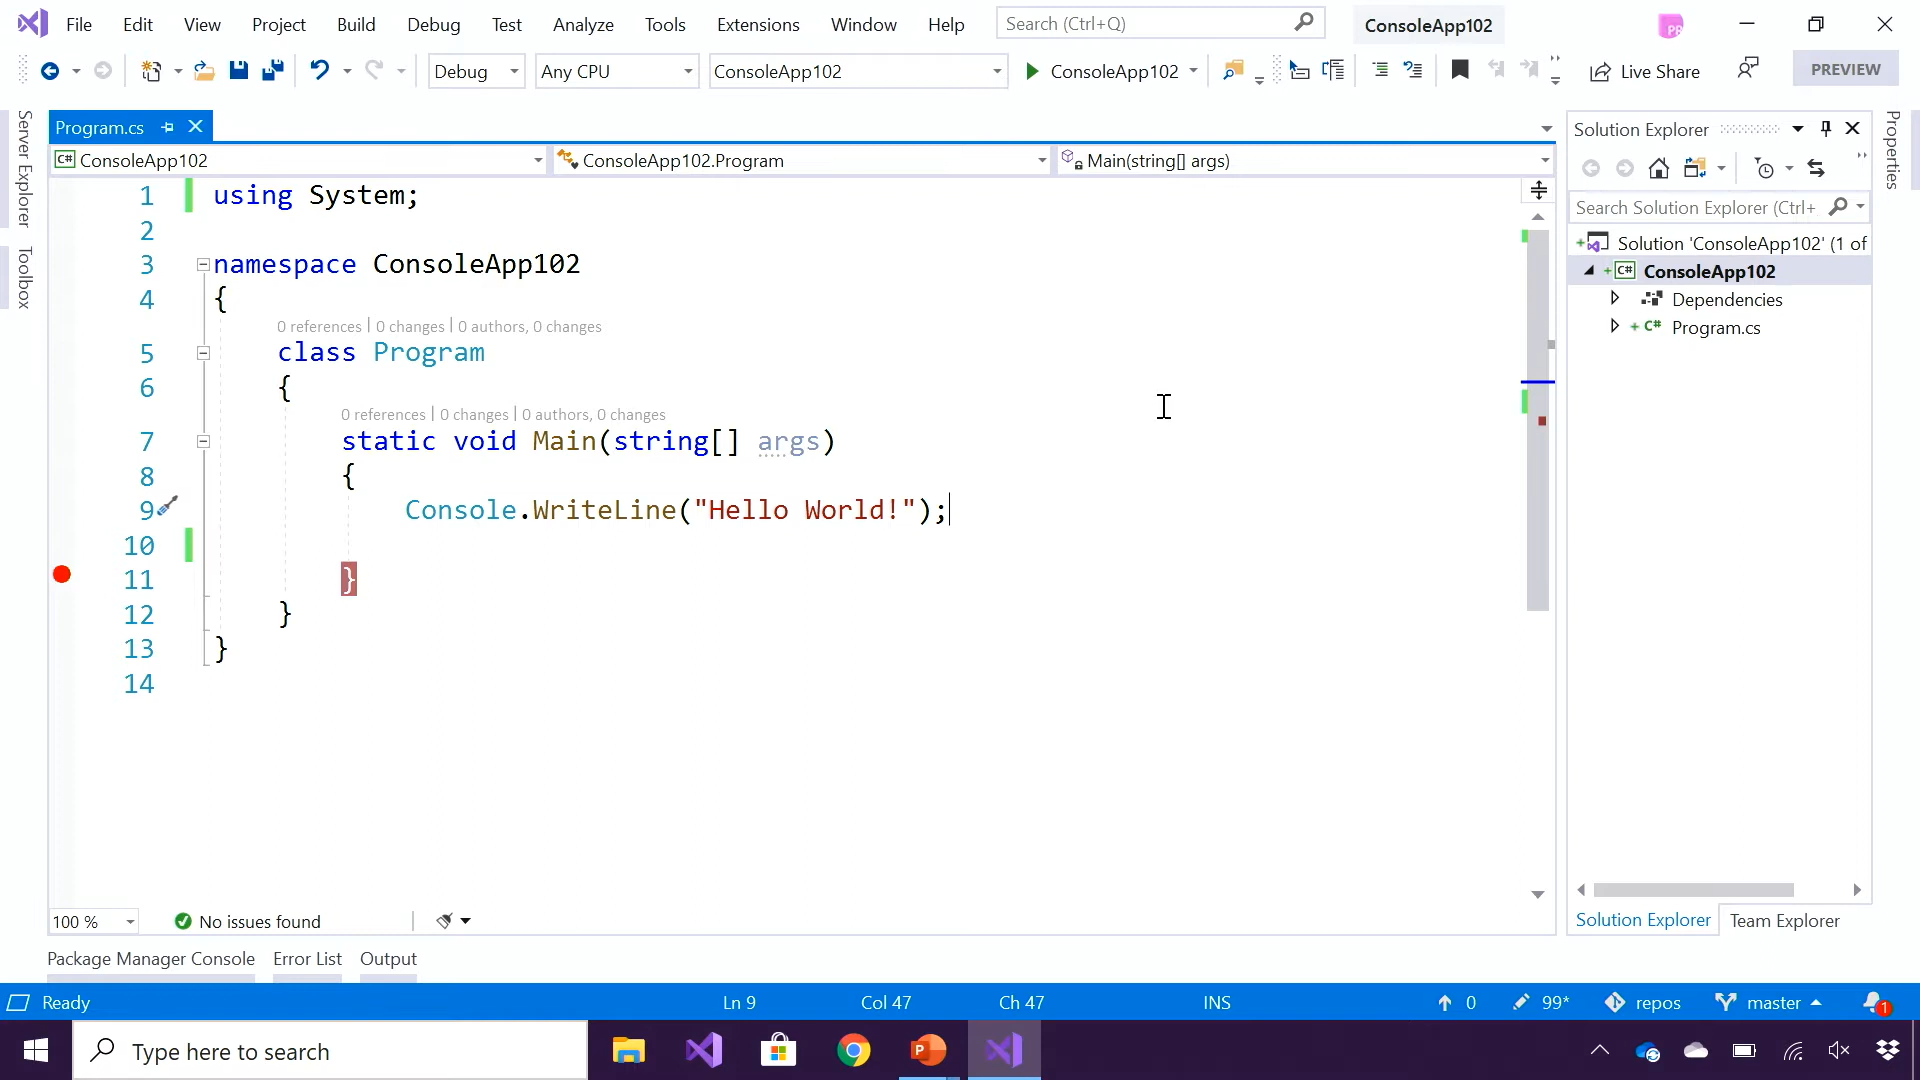 File Edit View Project Build Debug Test Analyze Tools Extensions Window Help Search (Ctrl+Q) ConsoleApp102
Debug Any CPU ConsoleApp102 ConsoleApp102 Live Share PREVIEW
Server Explorer
Toolbox
Program.cs
C# ConsoleApp102 ConsoleApp102.Program Main(string[] args)
1 using System;
2
3 namespace ConsoleApp102
4 {
0 references | 0 changes | 0 authors, 0 changes
5 class Program
6 {
0 references | 0 changes | 0 authors, 0 changes
7 static void Main(string[] args)
8 {
9 Console.WriteLine("Hello World!");
10
11 }
12 }
13 }
14
100 % No issues found
Solution Explorer
Search Solution Explorer (Ctrl+
Solution 'ConsoleApp102' (1 of
C# ConsoleApp102
Dependencies
C# Program.cs
Solution Explorer Team Explorer
Properties
Package Manager Console Error List Output
Ready Ln 9 Col 47 Ch 47 INS 0 99* repos master 1
Type here to search